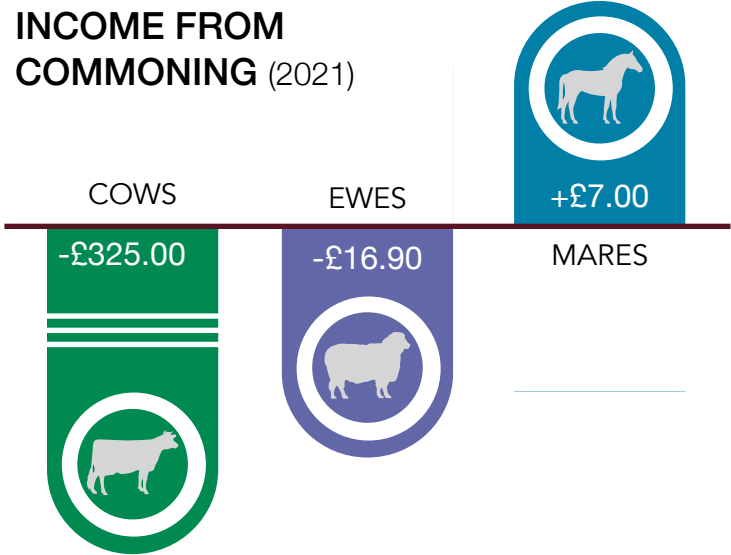 INCOME FROM
COMMONING (2021)
COWS
EWES
+£7.00
-£325.00
-£16.90
MARES